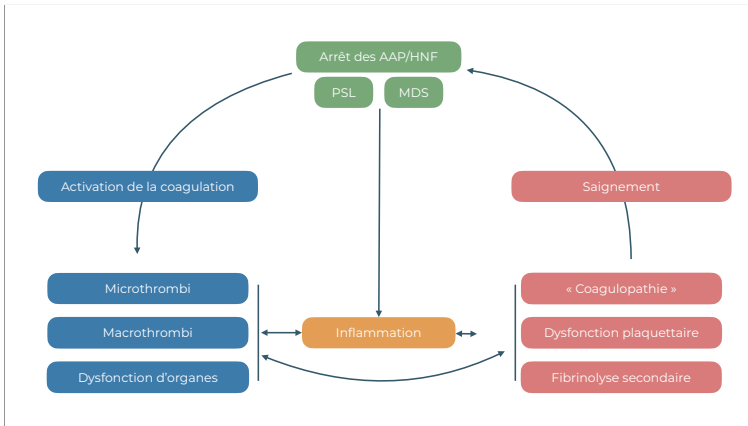 Arrêt des AAP/HNF
PSL
MDS
Activation de la coagulation
Saignement
Microthrombi
« Coagulopathie »
Macrothrombi
Inflammation
Dysfonction plaquettaire
Dysfonction d’organes
Fibrinolyse secondaire